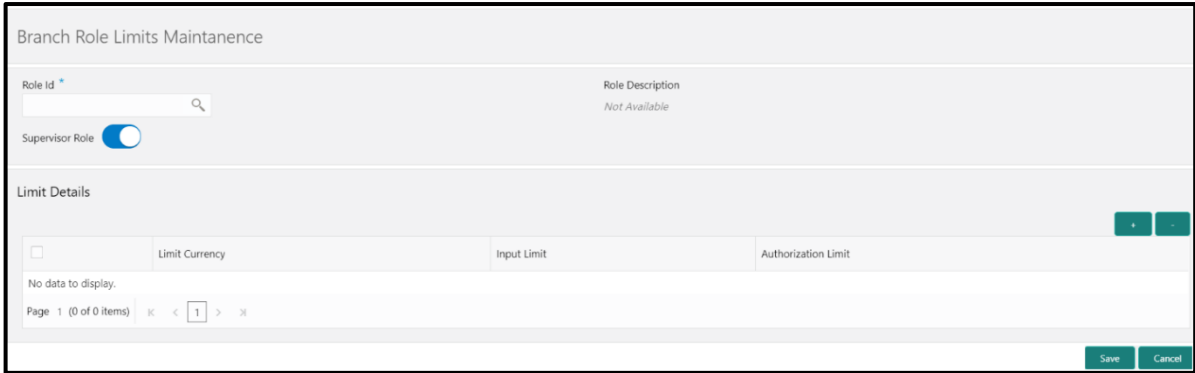 Branch Role Limits Maintanence
Role Id *
Role Description
Not Available
Supervisor Role
Limit Details
+ -
Limit Currency Input Limit Authorization Limit
No data to display.
Page 1 (0 of 0 items) K < 1 > >|
Save Cancel